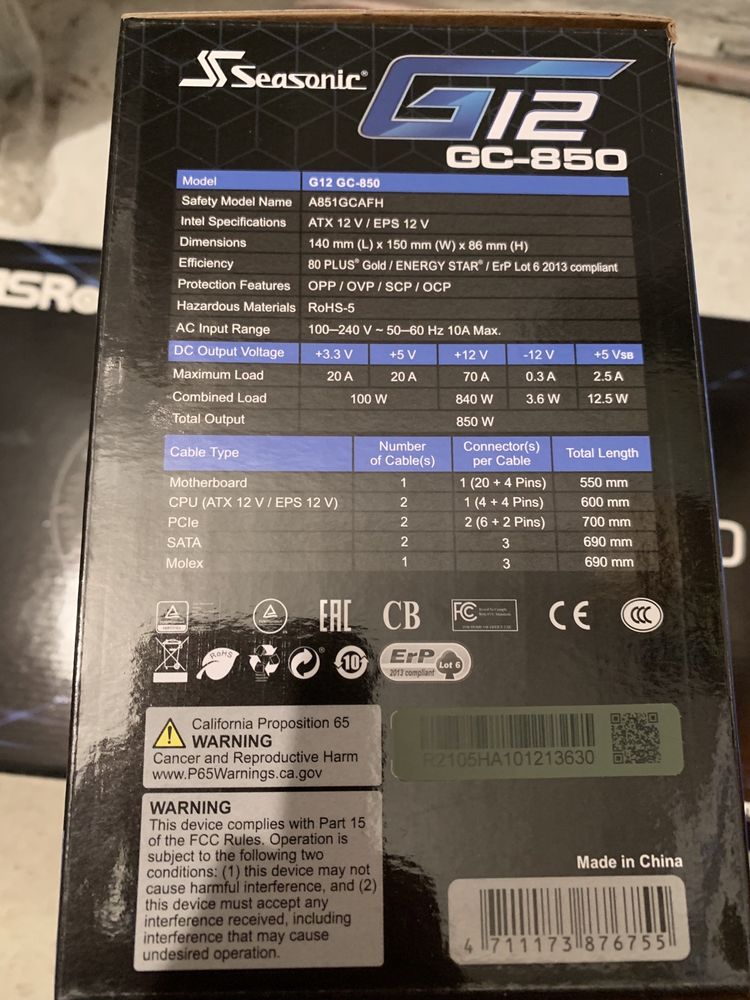 Seasonic®
G12
GC-850
Model G12 GC-850
Safety Model Name A851GCAFH
Intel Specifications ATX 12 V / EPS 12 V
Dimensions 140 mm (L) x 150 mm (W) x 86 mm (H)
Efficiency 80 PLUS® Gold / ENERGY STAR® / ErP Lot 6 2013 compliant
Protection Features OPP / OVP / SCP / OCP
Hazardous Materials RoHS-5
AC Input Range 100–240 V ~ 50–60 Hz 10A Max.
DC Output Voltage +3.3 V +5 V +12 V -12 V +5 VSB
Maximum Load 20 A 20 A 70 A 0.3 A 2.5 A
Combined Load 100 W 840 W 3.6 W 12.5 W
Total Output 850 W
Cable Type Number of Cable(s) Connector(s) per Cable Total Length
Motherboard 1 1 (20 + 4 Pins) 550 mm
CPU (ATX 12 V / EPS 12 V) 2 1 (4 + 4 Pins) 600 mm
PCIe 2 2 (6 + 2 Pins) 700 mm
SATA 2 3 690 mm
Molex 1 3 690 mm
EAC CB FC CE CCC
RoHS 10 ErP Lot 6
2013 compliant
California Proposition 65
WARNING
Cancer and Reproductive Harm
www.P65Warnings.ca.gov
R2105HA101213630
WARNING
This device complies with Part 15
of the FCC Rules. Operation is
subject to the following two
conditions: (1) this device may not
cause harmful interference, and (2)
this device must accept any
interference received, including
interference that may cause
undesired operation.
Made in China
4 711173 876755